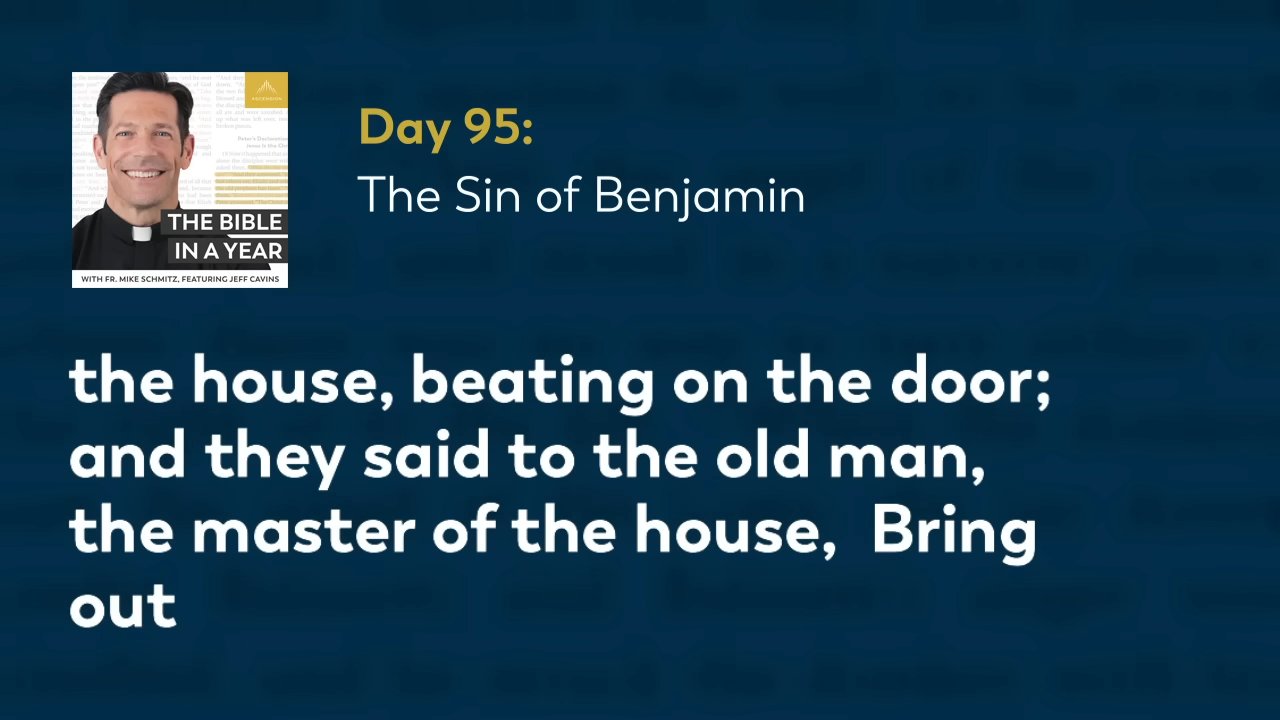 ASCENSION
THE BIBLE
IN A YEAR
WITH FR. MIKE SCHMITZ, FEATURING JEFF CAVINS
Day 95:
The Sin of Benjamin
the house, beating on the door;
and they said to the old man,
the master of the house,  Bring
out